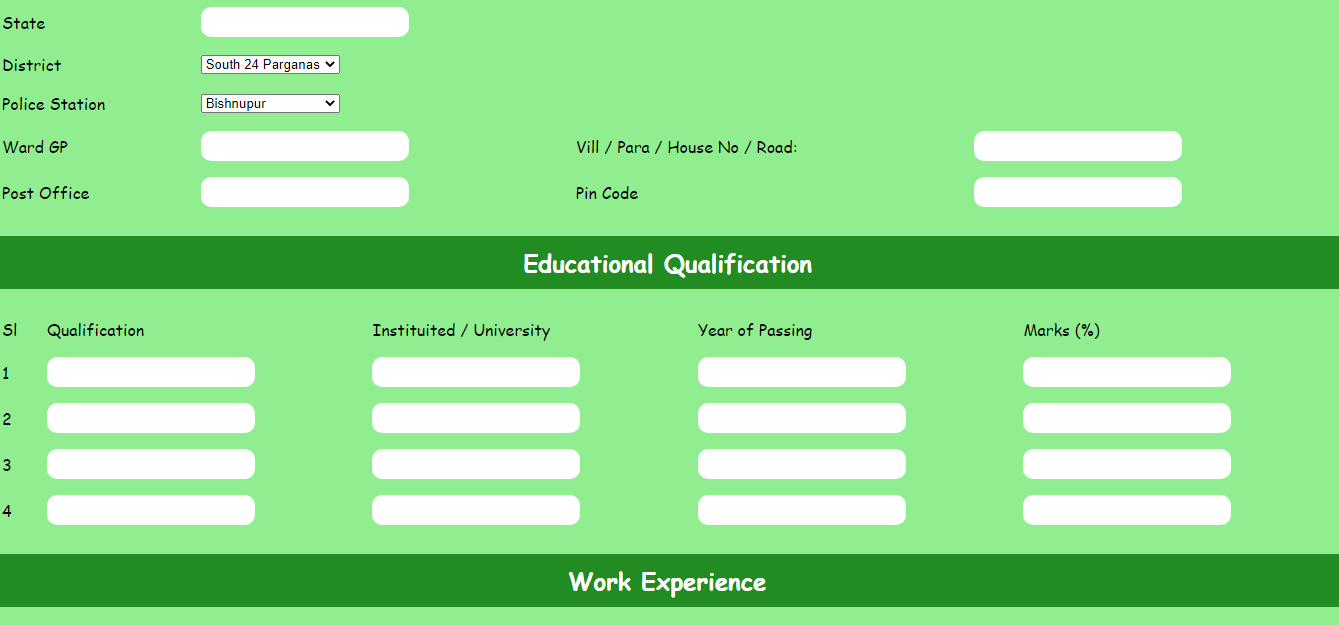 State
District South 24 Parganas
Police Station Bishnupur
Ward GP Vill / Para / House No / Road:
Post Office Pin Code
Educational Qualification
Sl Qualification Instituited / University Year of Passing Marks (%)
1
2
3
4
Work Experience